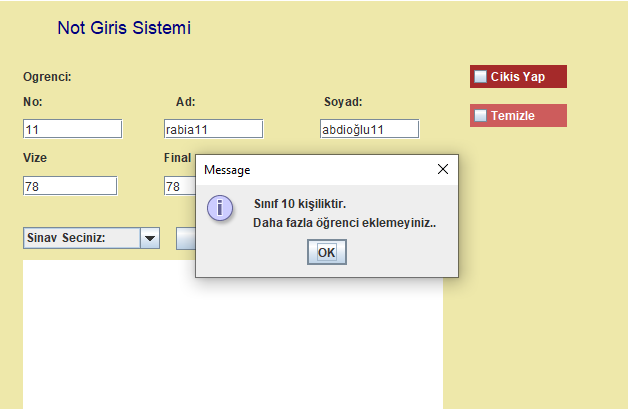 Not Giris Sistemi
Ogrenci:
Cikis Yap
No: Ad: Soyad:
Temizle
11 rabia11 abdioğlu11
Vize Final
78 78
Message
Sınıf 10 kişiliktir.
Daha fazla öğrenci eklemeyiniz..
OK
Sinav Seciniz: